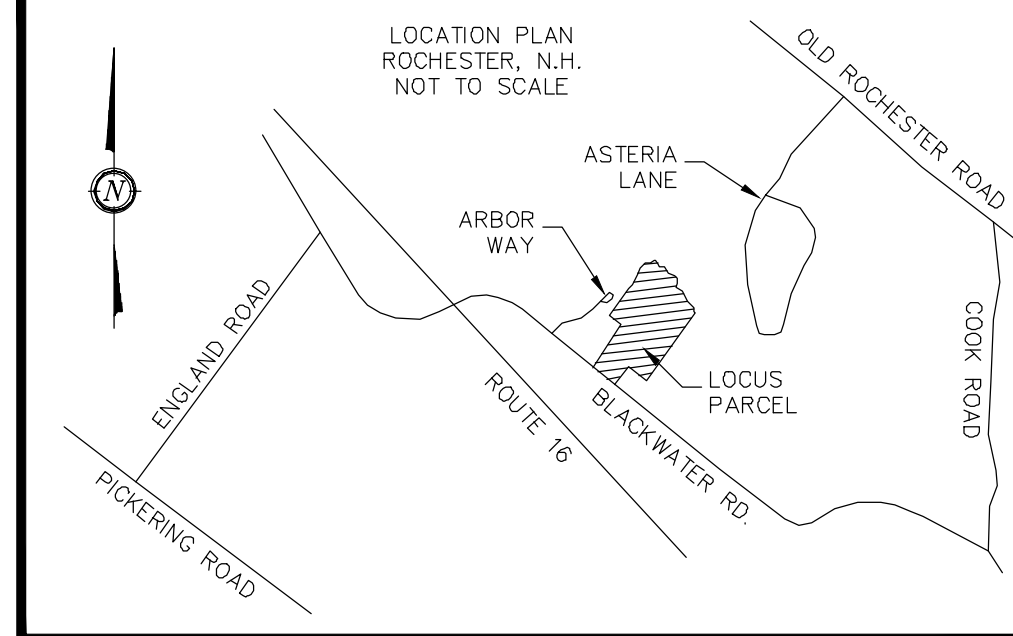 LOCATION PLAN
ROCHESTER, N.H.
NOT TO SCALE
OLD ROCHESTER ROAD
ASTERIA
LANE
N
ARBOR
WAY
ENGLAND ROAD
COOK ROAD
LOCUS
PARCEL
ROUTE 16
BLACKWATER RD.
PICKERING ROAD